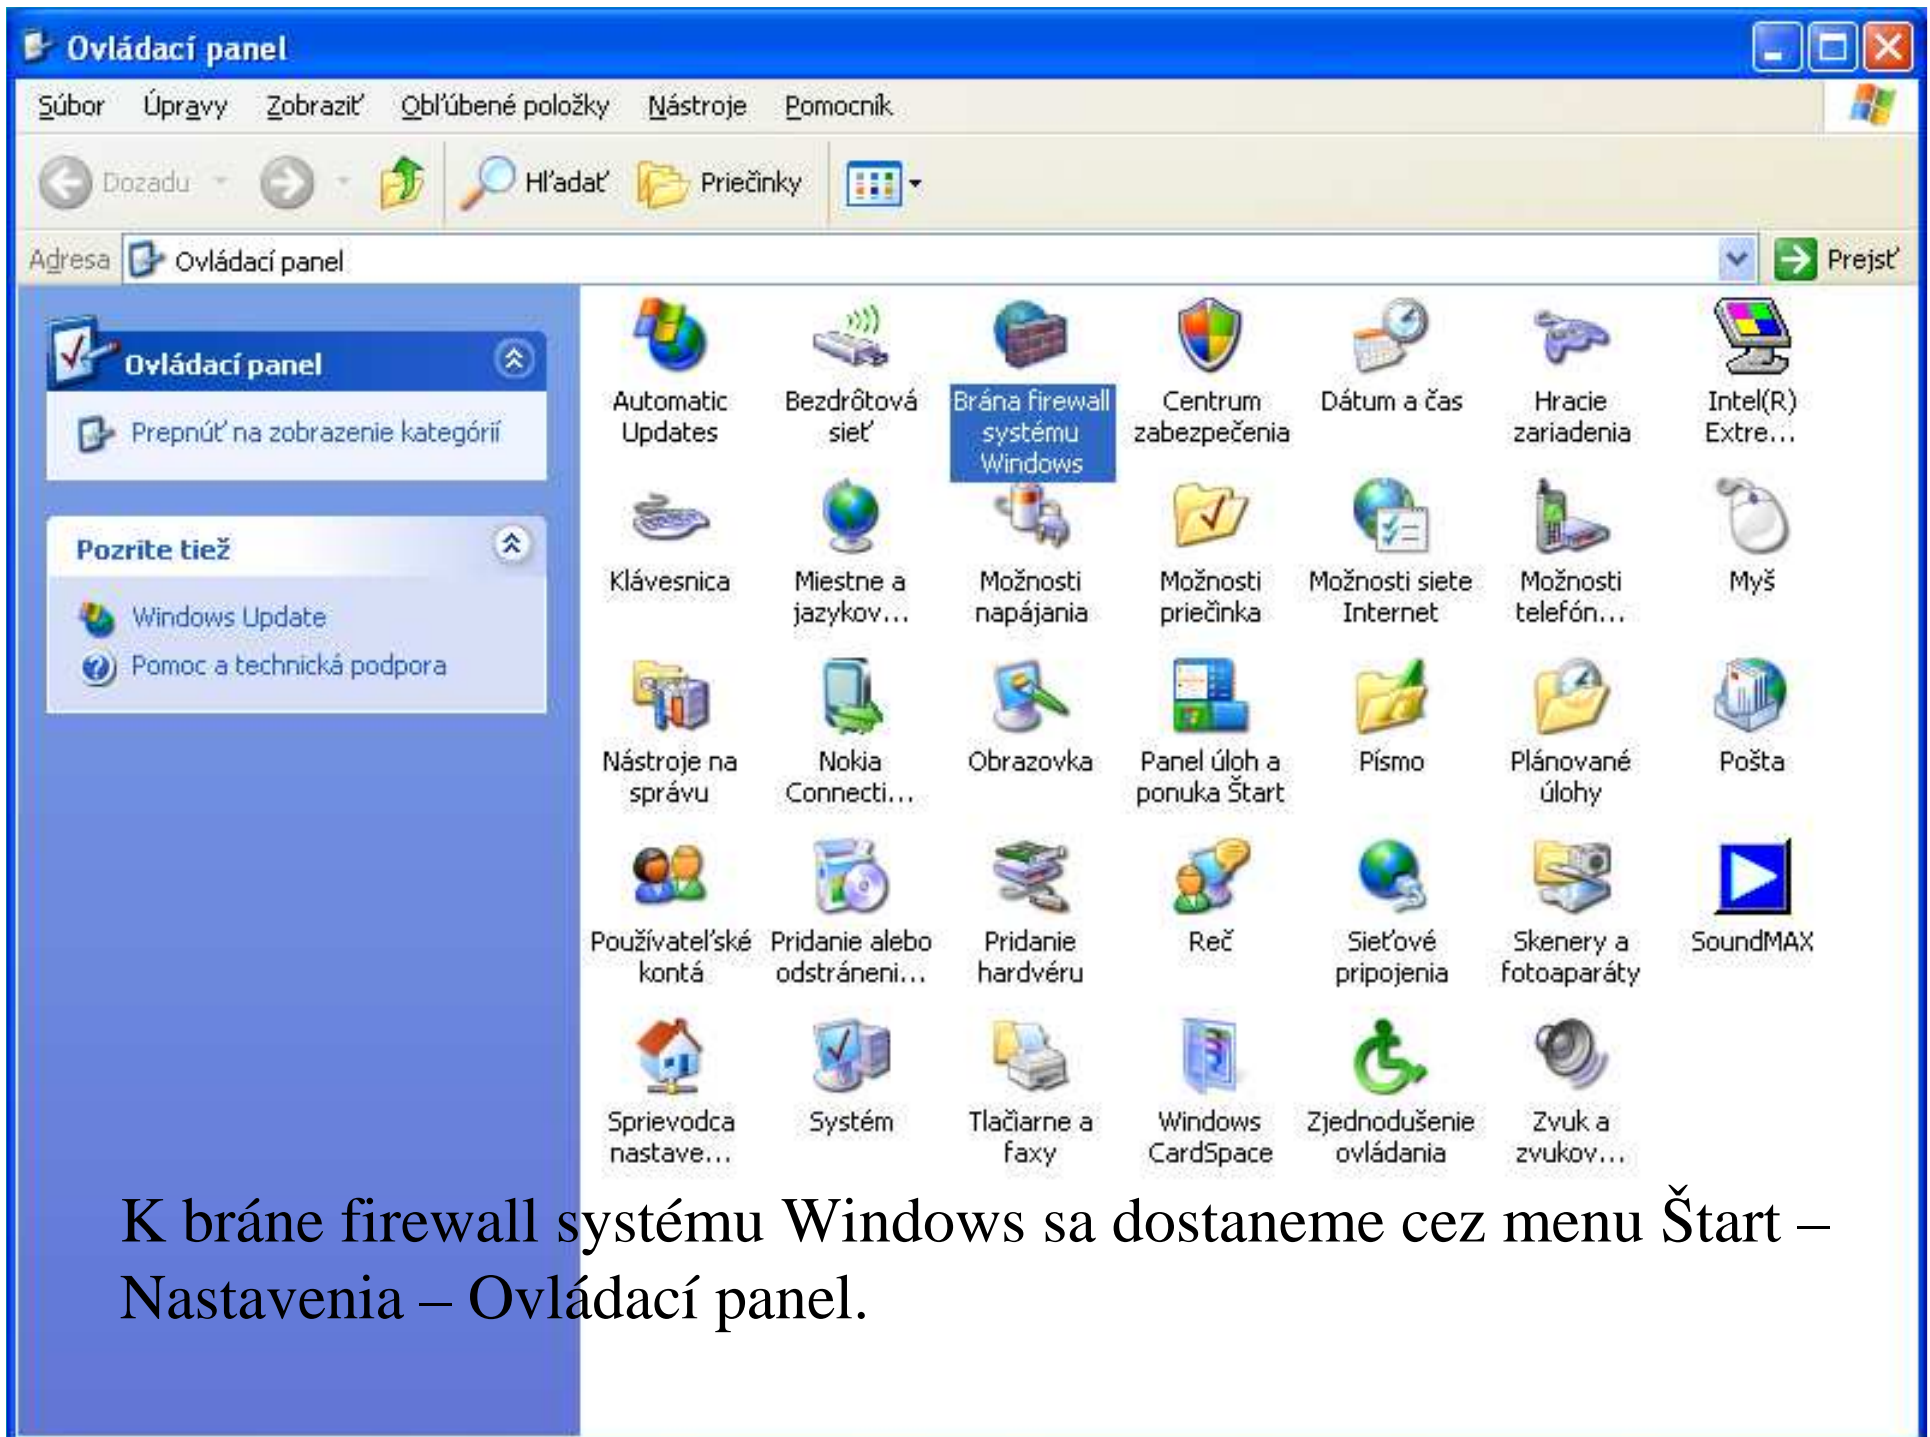 Ovládací panel
Súbor Úpravy Zobraziť Obľúbené položky Nástroje Pomocník
Dozadu Hľadať Priečinky
Adresa Ovládací panel Prejsť
Ovládací panel
Prepnúť na zobrazenie kategórií
Pozrite tiež
Windows Update
Pomoc a technická podpora
Automatic
Updates
Bezdrôtová
sieť
Brána firewall
systému
Windows
Centrum
zabezpečenia
Dátum a čas
Hracie
zariadenia
Intel(R)
Extre...
Klávesnica
Miestne a
jazykov...
Možnosti
napájania
Možnosti
priečinka
Možnosti siete
Internet
Možnosti
telefón...
Myš
Nástroje na
správu
Nokia
Connecti...
Obrazovka
Panel úloh a
ponuka Štart
Písmo
Plánované
úlohy
Pošta
Používateľské
kontá
Pridanie alebo
odstráneni...
Pridanie
hardvéru
Reč
Sieťové
pripojenia
Skenery a
fotoaparáty
SoundMAX
Sprievodca
nastave...
Systém
Tlačiarne a
faxy
Windows
CardSpace
Zjednodušenie
ovládania
Zvuk a
zvukov...
K bráne firewall systému Windows sa dostaneme cez menu Štart –
Nastavenia – Ovládací panel.